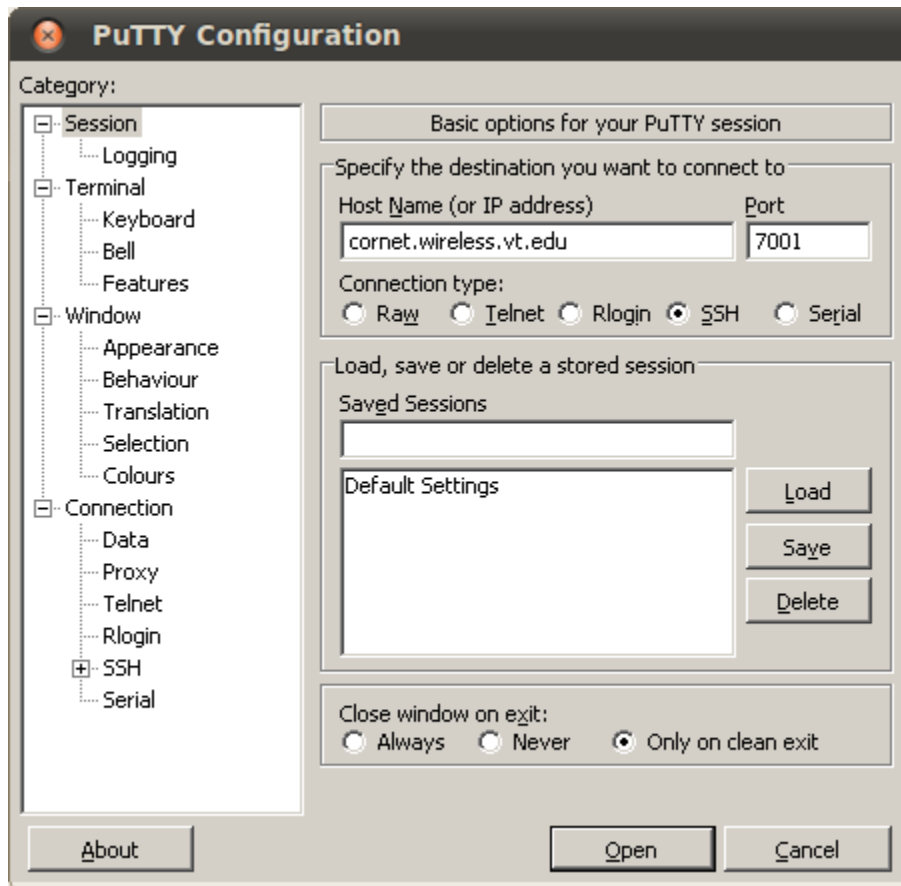 PuTTY Configuration
Category:
Session
Logging
Terminal
Keyboard
Bell
Features
Window
Appearance
Behaviour
Translation
Selection
Colours
Connection
Data
Proxy
Telnet
Rlogin
SSH
Serial
Basic options for your PuTTY session
Specify the destination you want to connect to
Host Name (or IP address) Port
cornet.wireless.vt.edu 7001
Connection type:
Raw Telnet Rlogin SSH Serial
Load, save or delete a stored session
Saved Sessions
Default Settings
Load
Save
Delete
Close window on exit:
Always Never Only on clean exit
About Open Cancel